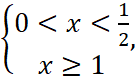 {0 < x < 1/2,
x ≥ 1